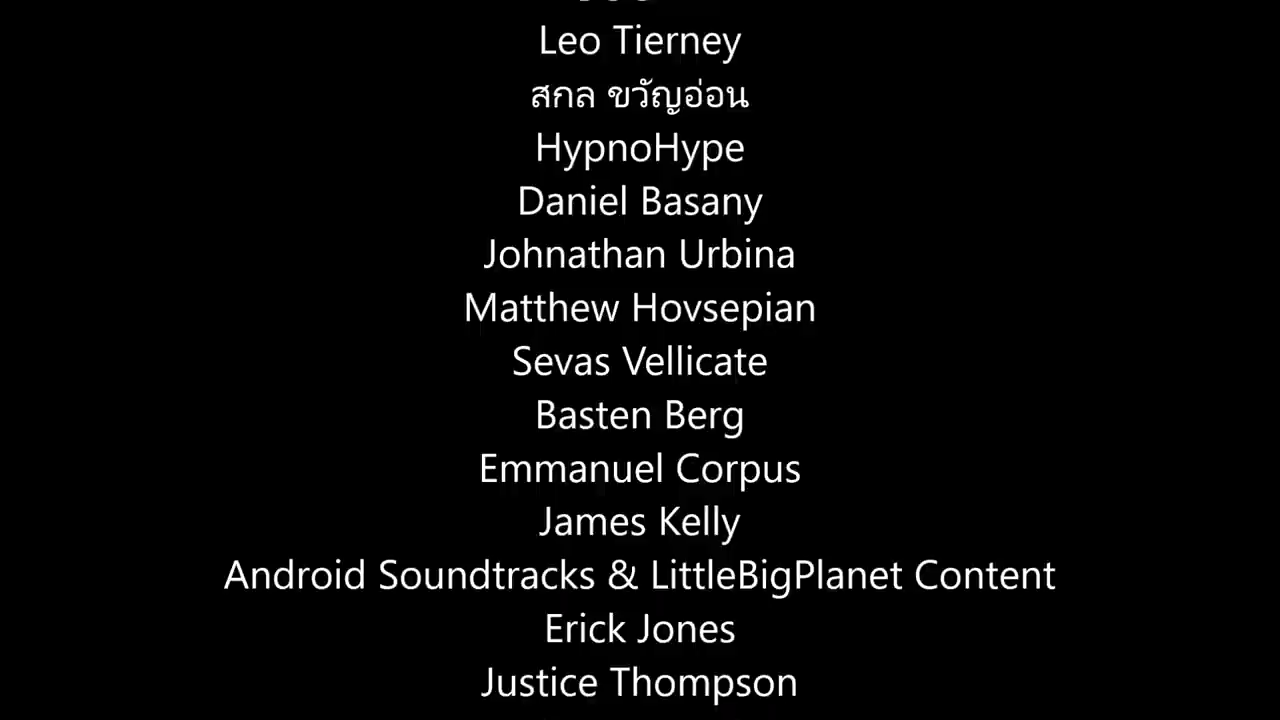 Leo Tierney
สกล ขวัญอ่อน
HypnoHype
Daniel Basany
Johnathan Urbina
Matthew Hovsepian
Sevas Vellicate
Basten Berg
Emmanuel Corpus
James Kelly
Android Soundtracks & LittleBigPlanet Content
Erick Jones
Justice Thompson